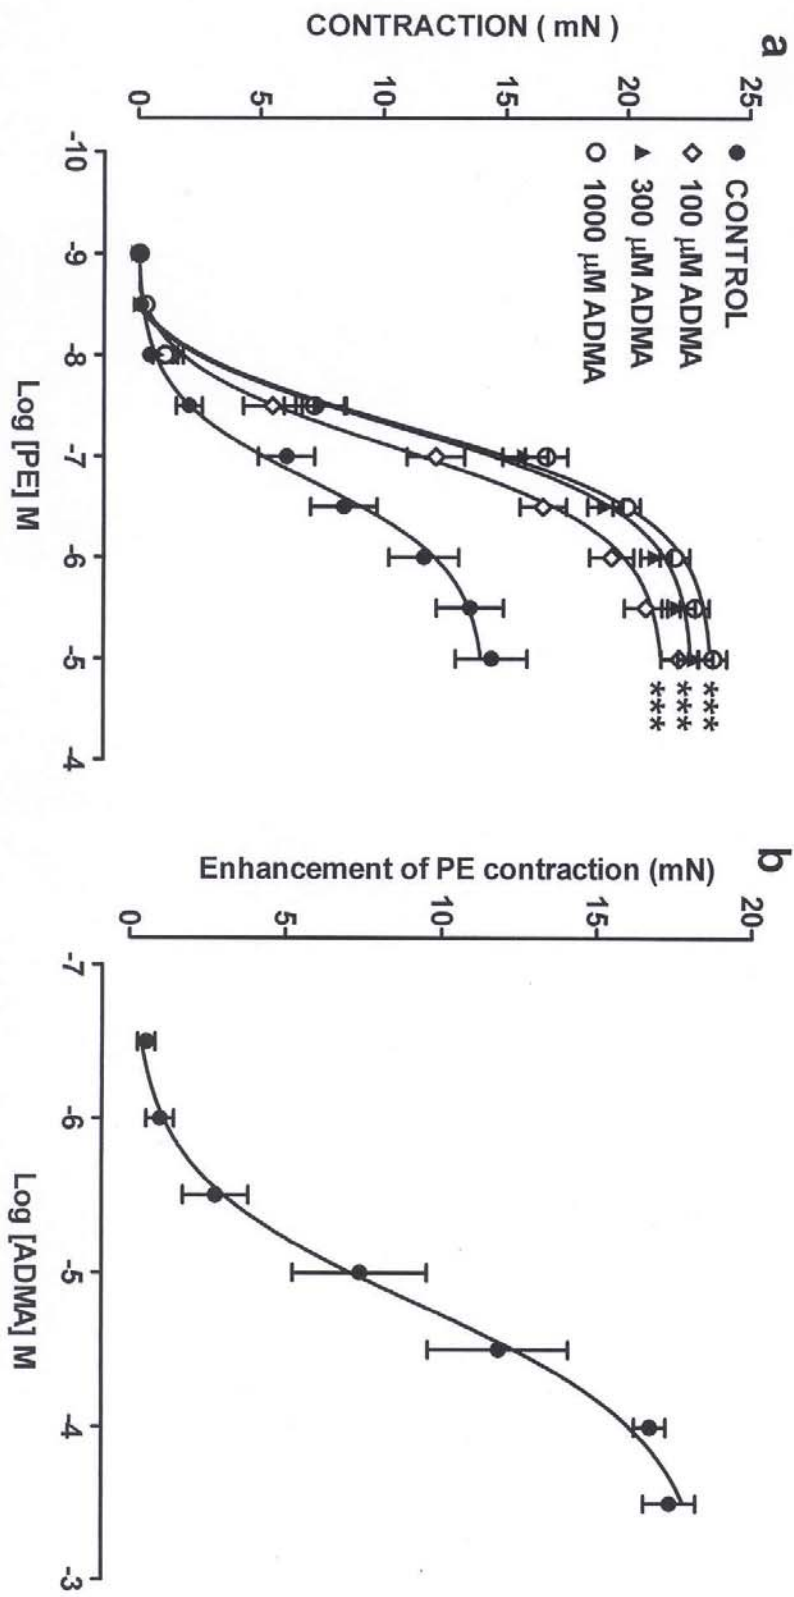 a
CONTRACTION ( mN )
25
20
15
10
5
0
● CONTROL
◇ 100 µM ADMA
▲ 300 µM ADMA
○ 1000 µM ADMA
***
***
***
-10
-9
-8
-7
-6
-5
-4
Log [PE] M
b
Enhancement of PE contraction (mN)
20
15
10
5
0
-7
-6
-5
-4
-3
Log [ADMA] M